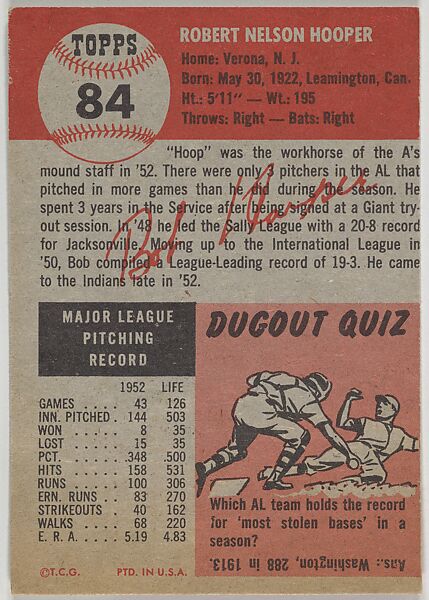 TOPPS
84
ROBERT NELSON HOOPER
Home: Verona, N. J.
Born: May 30, 1922, Leamington, Can.
Ht.: 5'11" — Wt.: 195
Throws: Right — Bats: Right
"Hoop" was the workhorse of the A's
mound staff in '52. There were only 3 pitchers in the AL that
pitched in more games than he did during the season. He
spent 3 years in the Service after being signed at a Giant try-
out session. In '48 he led the Sally League with a 20-8 record
for Jacksonville. Moving up to the International League in
'50, Bob compiled a League-Leading record of 19-3. He came
to the Indians late in '52.
Bob
MAJOR LEAGUE
PITCHING
RECORD
1952 LIFE
GAMES . . . . 43 126
INN. PITCHED . 144 503
WON . . . . . 8 35
LOST . . . . 15 35
PCT. . . . . .348 .500
HITS . . . . 158 531
RUNS . . . . 100 306
ERN. RUNS . . 83 270
STRIKEOUTS . 40 162
WALKS . . . . 68 220
E. R. A. . . . . 5.19 4.83
©T.C.G. PTD. IN U.S.A.
DUGOUT QUIZ
Which AL team holds the record
for 'most stolen bases' in a
season?
Ans.: Washington, 288, in 1913.